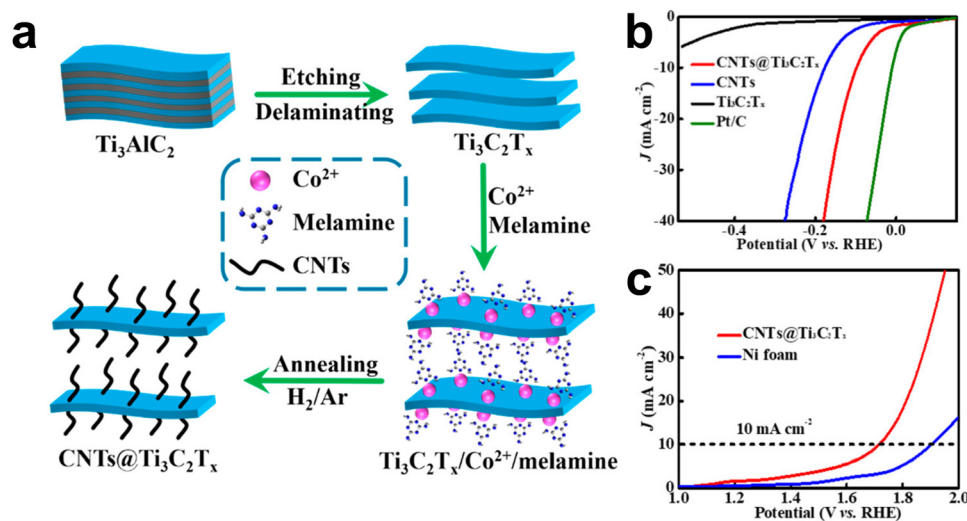 a
Ti₃AlC₂
Etching
Delaminating
Ti₃C₂Tₓ
Co²⁺
Melamine
CNTs
Co²⁺
Melamine
Annealing
H₂/Ar
CNTs@Ti₃C₂Tₓ
Ti₃C₂Tₓ/Co²⁺/melamine
b
0
-10
-20
-30
-40
J (mA cm⁻²)
CNTs@Ti₃C₂Tₓ
CNTs
Ti₃C₂Tₓ
Pt/C
-0.4
-0.2
0.0
Potential (V vs. RHE)
c
50
40
30
20
10
0
J (mA cm⁻²)
CNTs@Ti₃C₂Tₓ
Ni foam
10 mA cm⁻²
1.0
1.2
1.4
1.6
1.8
2.0
Potential (V vs. RHE)